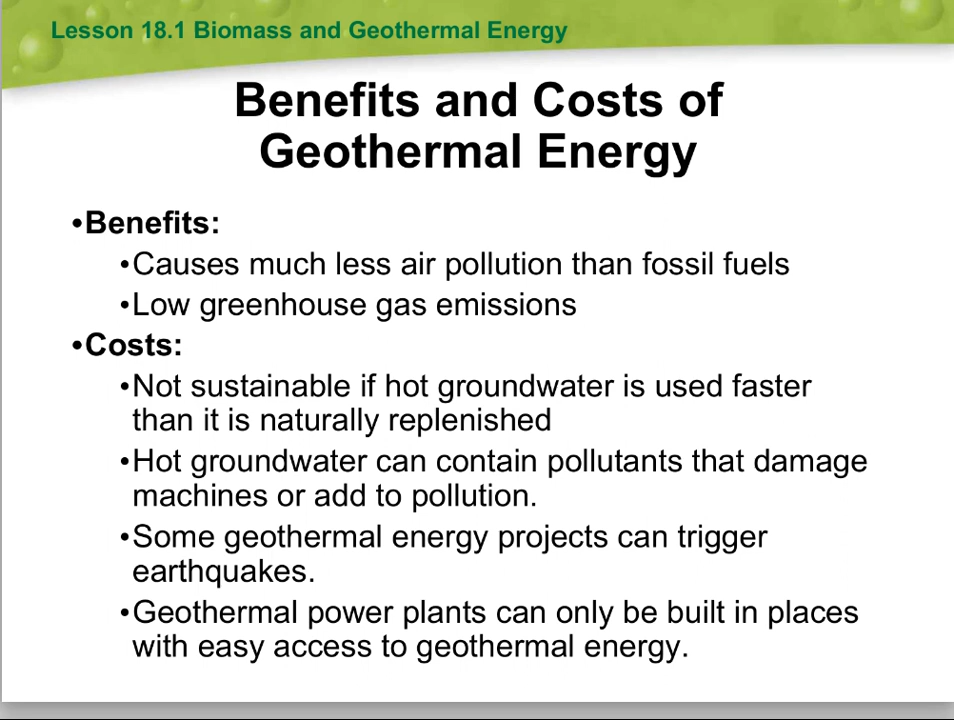 Lesson 18.1 Biomass and Geothermal Energy
Benefits and Costs of
Geothermal Energy
•Benefits:
•Causes much less air pollution than fossil fuels
•Low greenhouse gas emissions
•Costs:
•Not sustainable if hot groundwater is used faster
than it is naturally replenished
•Hot groundwater can contain pollutants that damage
machines or add to pollution.
•Some geothermal energy projects can trigger
earthquakes.
•Geothermal power plants can only be built in places
with easy access to geothermal energy.